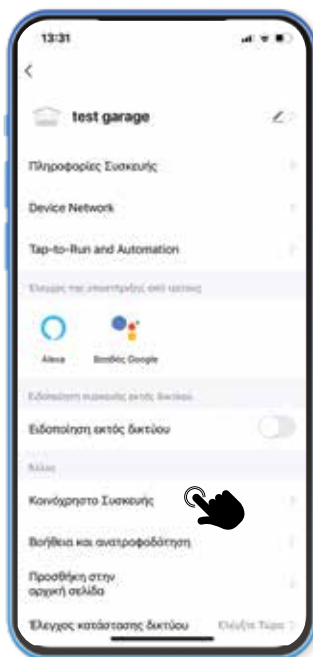 13:31
test garage
Πληροφορίες Συσκευής
Device Network
Tap-to-Run and Automation
Έλεγχος της υποστήριξης από τρίτους
Alexa
Βοηθός Google
Ειδοποίηση συσκευής εκτός δικτύου
Ειδοποίηση εκτός δικτύου
Άλλος
Κοινόχρηστο Συσκευής
Βοήθεια και ανατροφοδότηση
Προσθήκη στην
αρχική σελίδα
Έλεγχος κατάστασης δικτύου
Ελέγξτε Τώρα